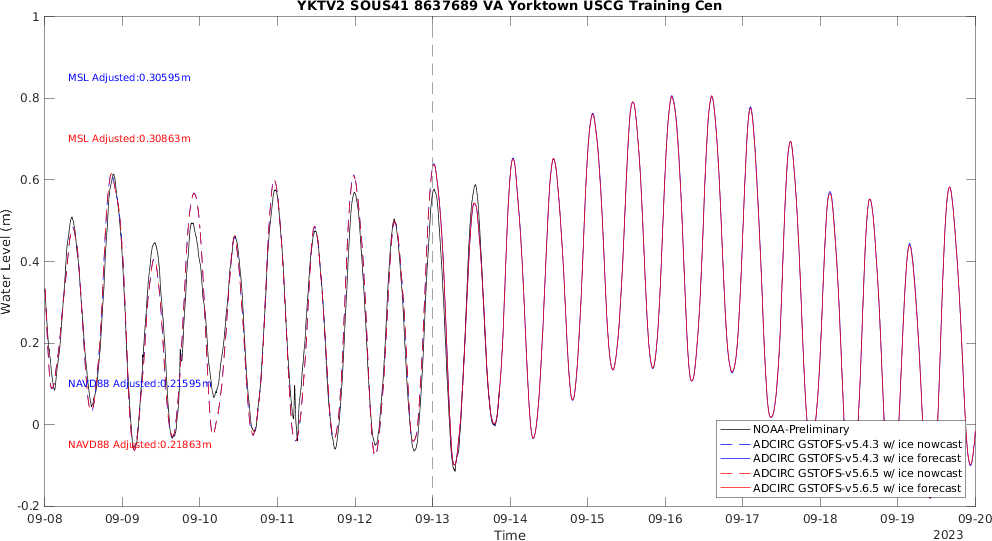 YKTV2 SOUS41 8637689 VA Yorktown USCG Training Cen
1
0.8
0.6
0.4
0.2
0
-0.2
Water Level (m)
MSL Adjusted:0.30595m
MSL Adjusted:0.30863m
NAVD88 Adjusted:0.21595m
NAVD88 Adjusted:0.21863m
NOAA-Preliminary
ADCIRC GSTOFS-v5.4.3 w/ ice nowcast
ADCIRC GSTOFS-v5.4.3 w/ ice forecast
ADCIRC GSTOFS-v5.6.5 w/ ice nowcast
ADCIRC GSTOFS-v5.6.5 w/ ice forecast
09-08 09-09 09-10 09-11 09-12 09-13 09-14 09-15 09-16 09-17 09-18 09-19 09-20
Time
2023